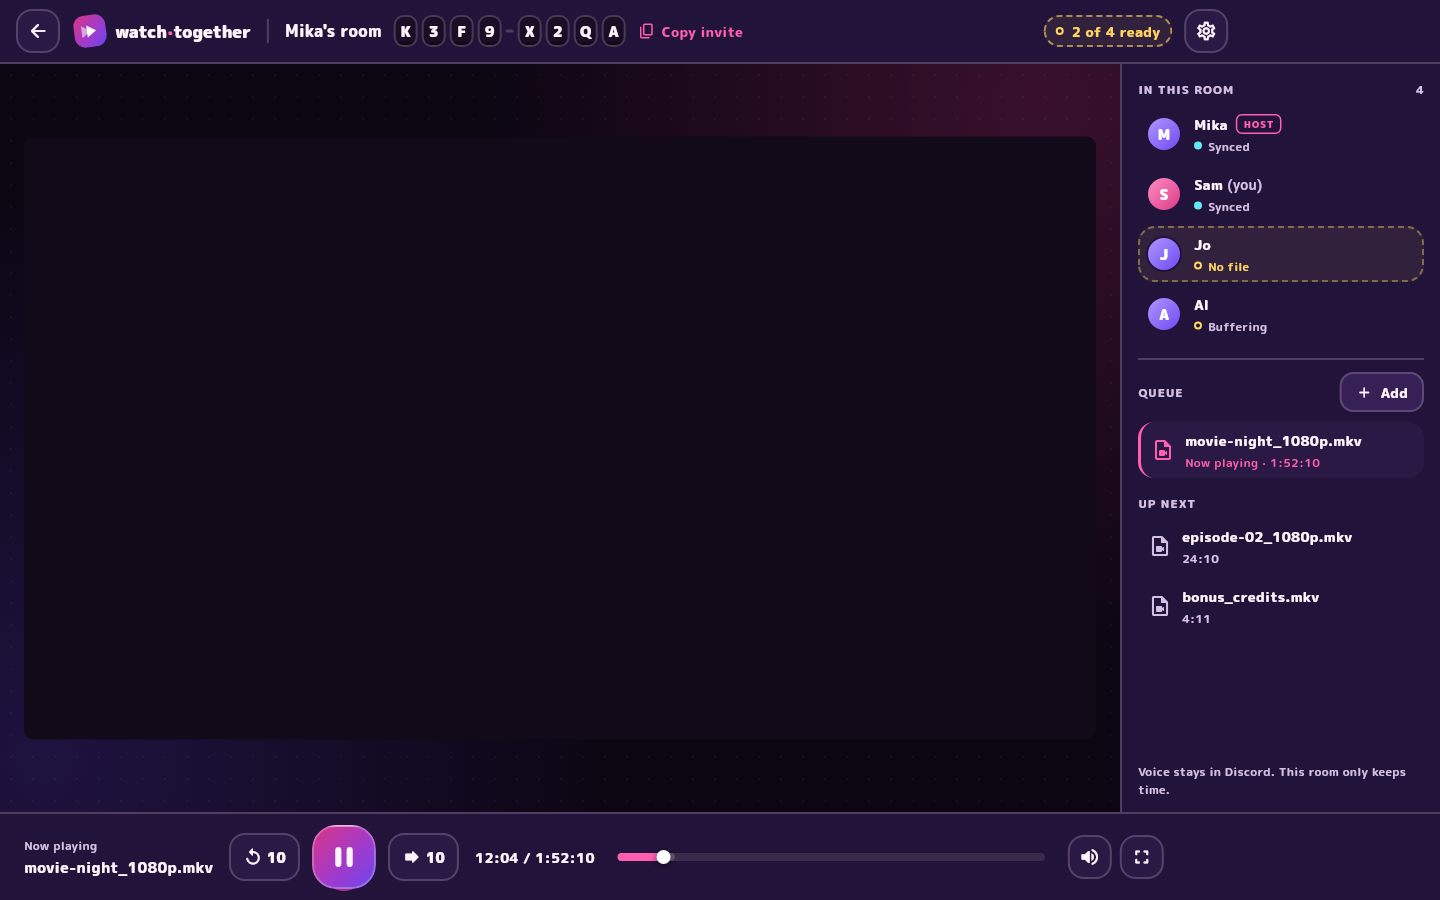 watch·together
Mika's room
K3F9-X2QA
Copy invite
2 of 4 ready
IN THIS ROOM
4
M
Mika
HOST
Synced
S
Sam (you)
Synced
J
Jo
No file
A
Al
Buffering
QUEUE
+ Add
movie-night_1080p.mkv
Now playing · 1:52:10
UP NEXT
episode-02_1080p.mkv
24:10
bonus_credits.mkv
4:11
Voice stays in Discord. This room only keeps
time.
Now playing
movie-night_1080p.mkv
10
10
12:04 / 1:52:10